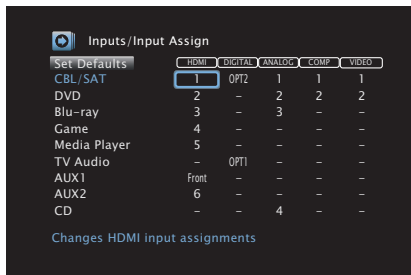 Inputs/Input Assign
Set Defaults HDMI DIGITAL ANALOG COMP VIDEO
CBL/SAT 1 OPT2 1 1 1
DVD 2 – 2 2 2
Blu-ray 3 – 3 – –
Game 4 – – – –
Media Player 5 – – – –
TV Audio – OPT1 – – –
AUX1 Front – – – –
AUX2 6 – – – –
CD – – 4 – –
Changes HDMI input assignments